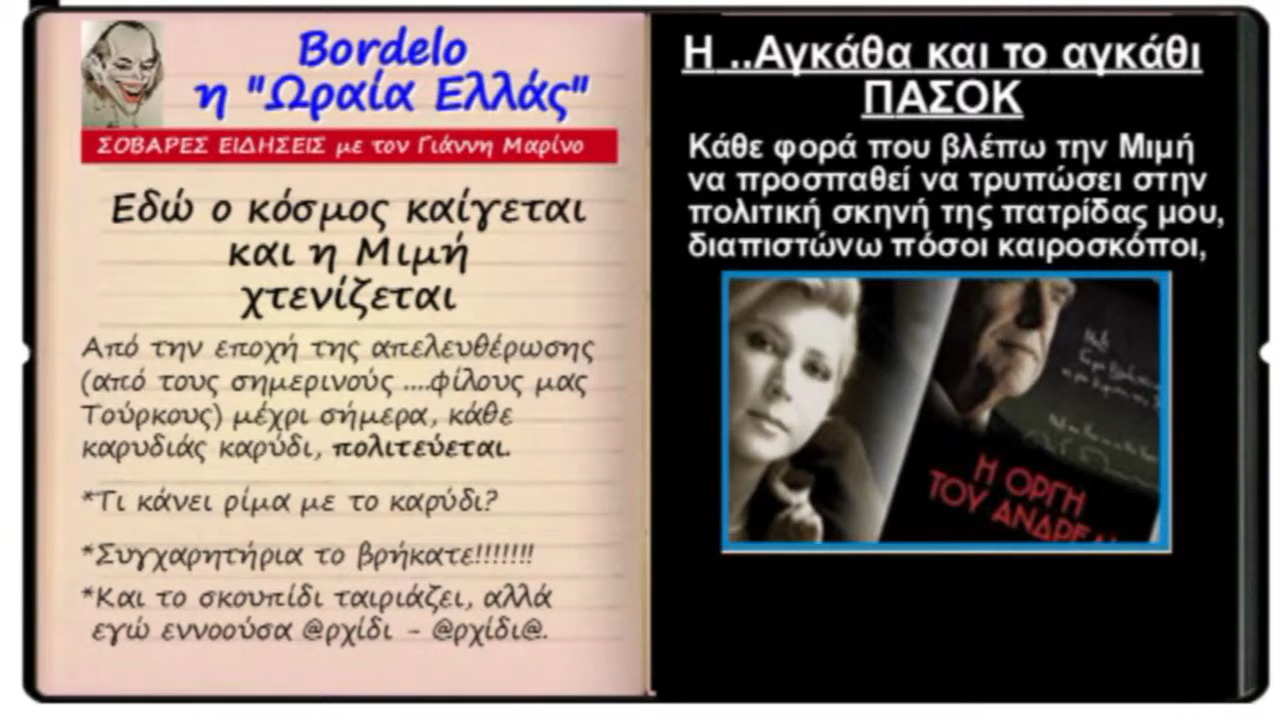 Bordelo
η "Ωραία Ελλάς"
ΣΟΒΑΡΕΣ ΕΙΔΗΣΕΙΣ με τον Γιάννη Μαρίνο
Εδώ ο κόσμος καίγεται
και η Μιμή
χτενίζεται
Από την εποχή της απελευθέρωσης
(από τους σημερινούς ....φίλους μας
Τούρκους) μέχρι σήμερα, κάθε
καρυδιάς καρύδι, πολιτεύεται.
*Τι κάνει ρίμα με το καρύδι?
*Συγχαρητήρια το βρήκατε!!!!!!!
*Και το σκουπίδι ταιριάζει, αλλά
εγώ εννοούσα @ρχίδι - @ρχίδι@.
Η ..Αγκάθα και το αγκάθι
ΠΑΣΟΚ
Κάθε φορά που βλέπω την Μιμή
να προσπαθεί να τρυπώσει στην
πολιτική σκηνή της πατρίδας μου,
διαπιστώνω πόσοι καιροσκόποι,
Η ΟΡΓΗ
ΤΟΥ ΑΝΔΡΕΑ